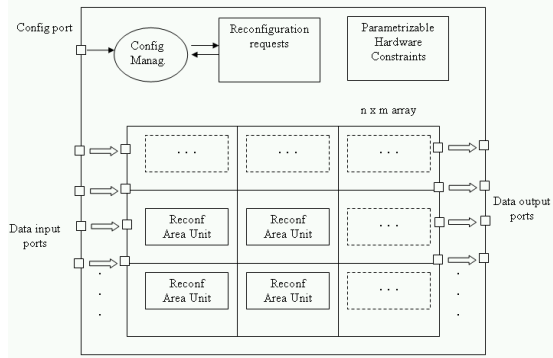 Config port
Config
Manag.
Reconfiguration
requests
Parametrizable
Hardware
Constraints
n x m array
. . .
. . .
. . .
Data input
ports
Reconf
Area Unit
Reconf
Area Unit
. . .
Data output
ports
Reconf
Area Unit
Reconf
Area Unit
. . .